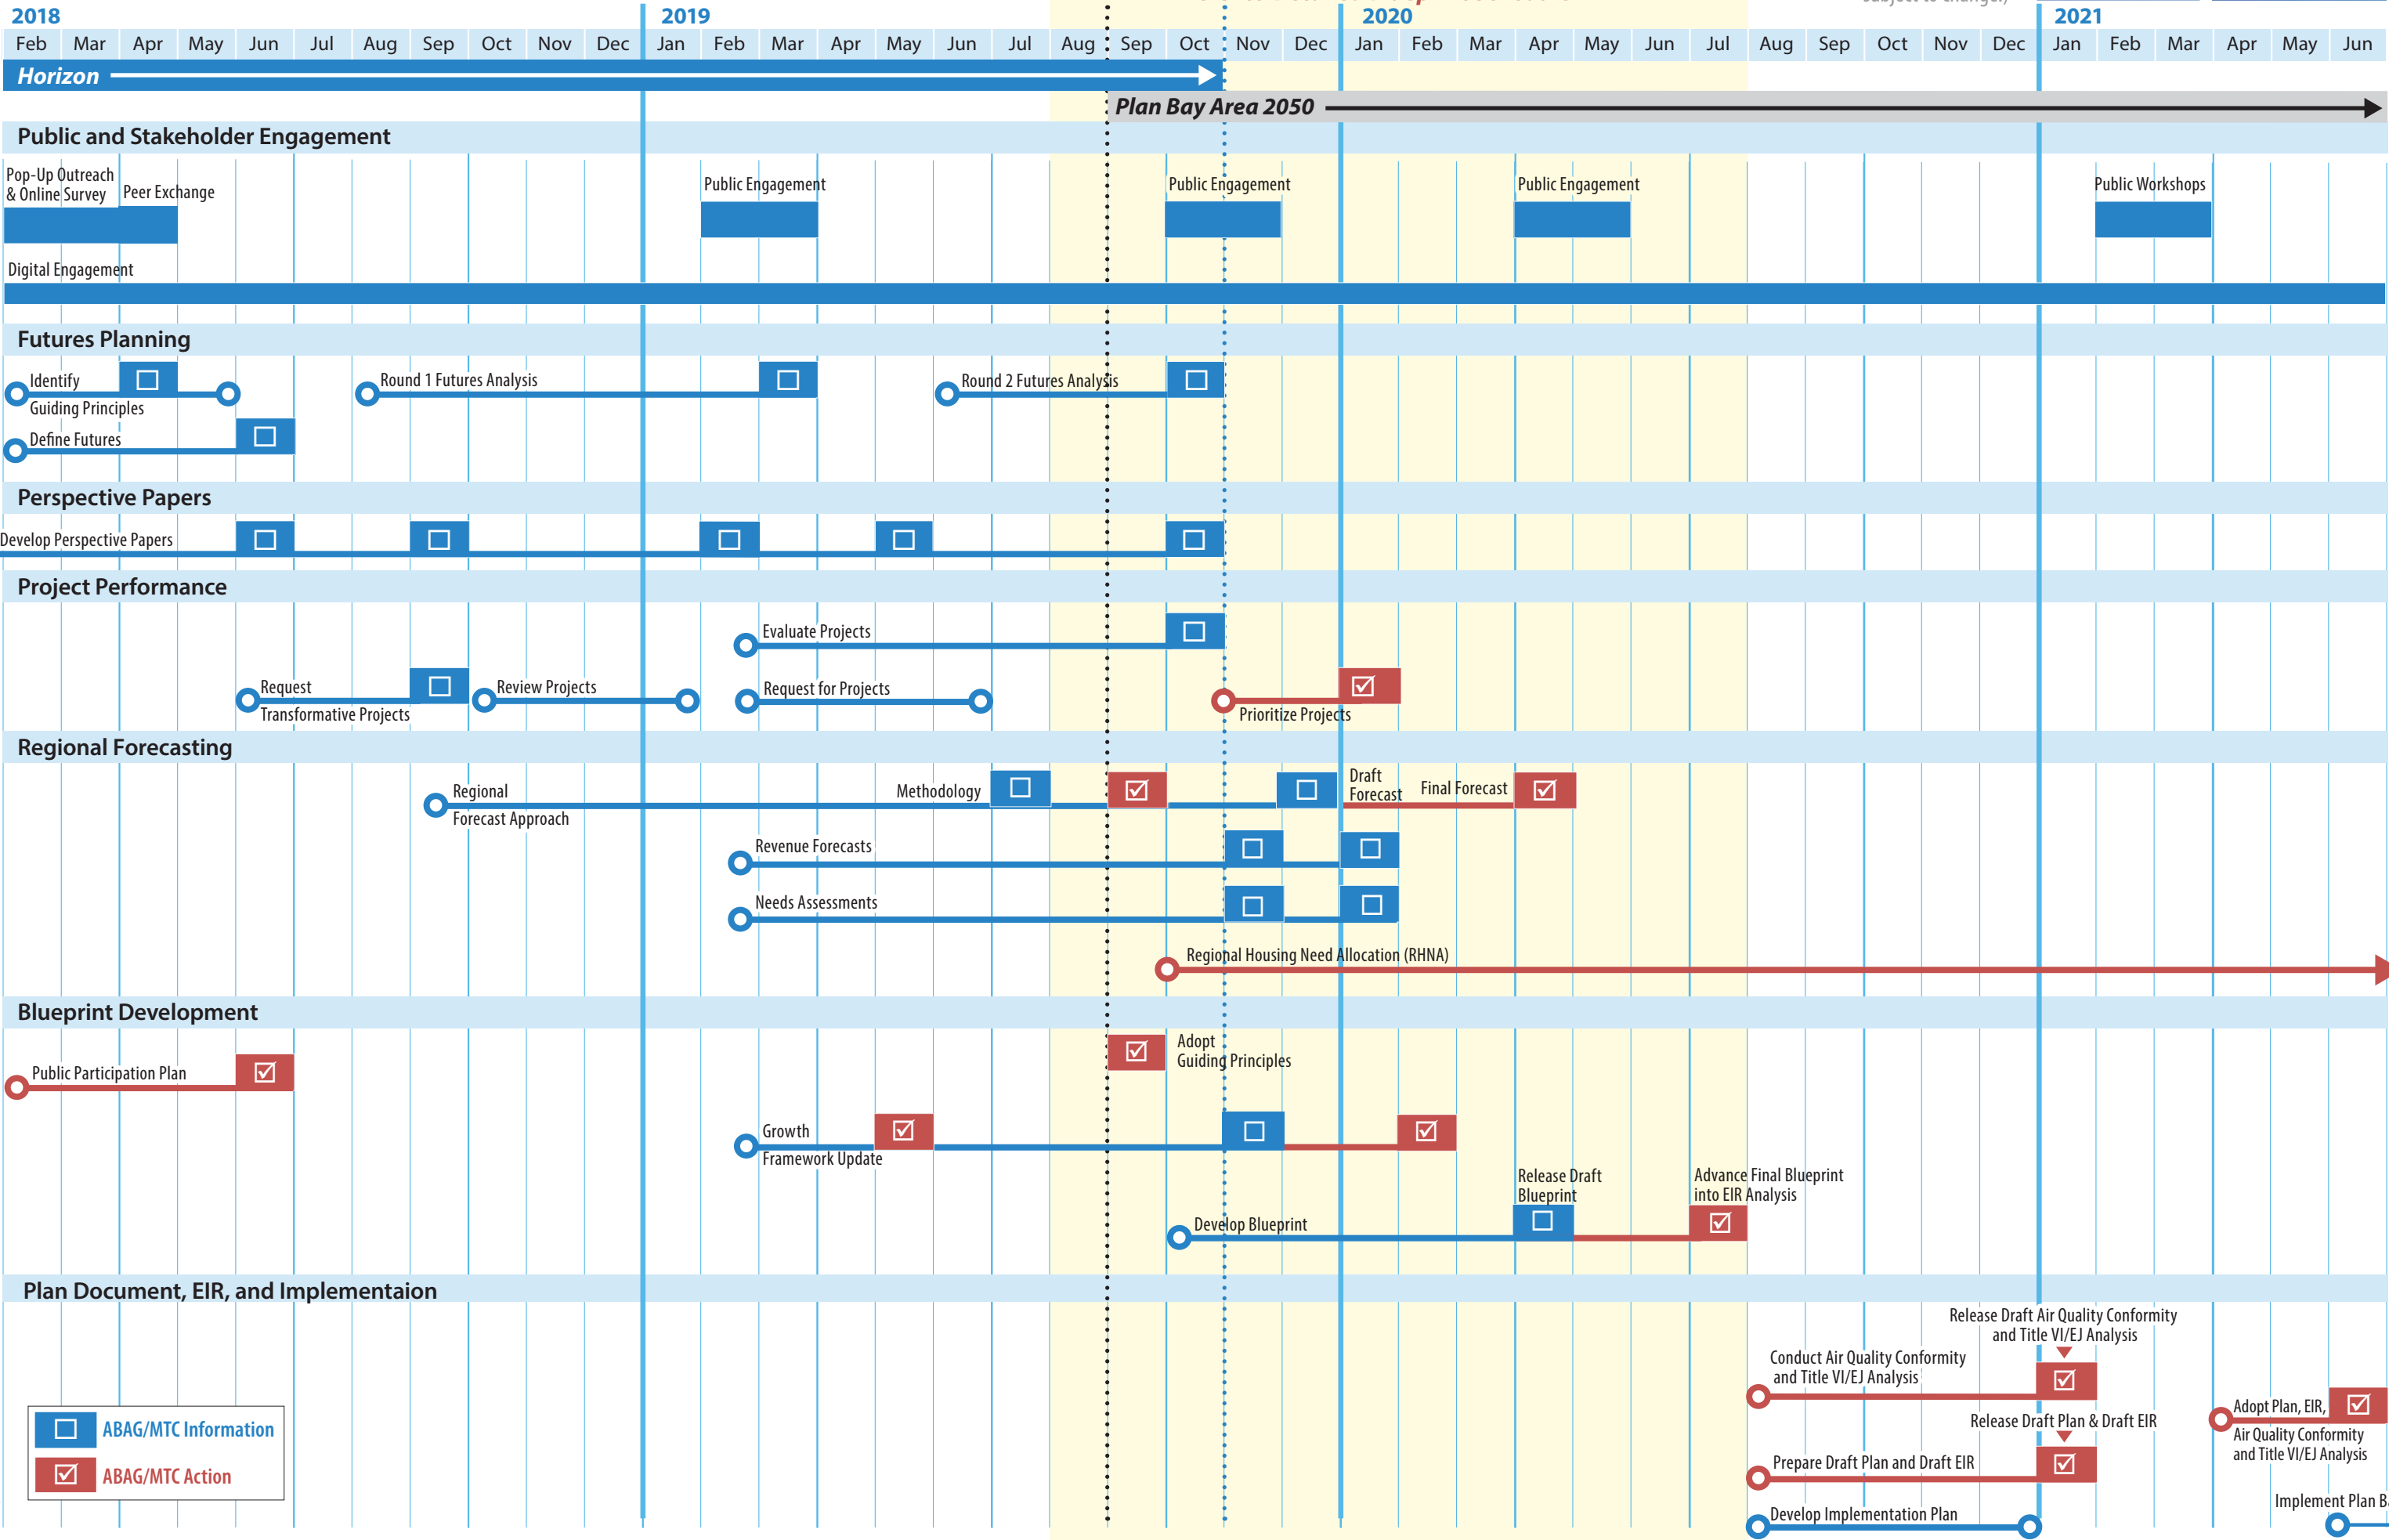 subject to change.)
2018 2019 2020 2021
Feb Mar Apr May Jun Jul Aug Sep Oct Nov Dec Jan Feb Mar Apr May Jun Jul Aug Sep Oct Nov Dec Jan Feb Mar Apr May Jun Jul Aug Sep Oct Nov Dec Jan Feb Mar Apr May Jun
Horizon
Plan Bay Area 2050
Public and Stakeholder Engagement
Pop-Up Outreach
& Online Survey
Peer Exchange
Public Engagement
Public Engagement
Public Engagement
Public Workshops
Digital Engagement
Futures Planning
Identify
Guiding Principles
Round 1 Futures Analysis
Round 2 Futures Analysis
Define Futures
Perspective Papers
Develop Perspective Papers
Project Performance
Evaluate Projects
Request
Transformative Projects
Review Projects
Request for Projects
Prioritize Projects
Regional Forecasting
Regional
Forecast Approach
Methodology
Draft
Forecast
Final Forecast
Revenue Forecasts
Needs Assessments
Regional Housing Need Allocation (RHNA)
Blueprint Development
Public Participation Plan
Adopt
Guiding Principles
Growth
Framework Update
Release Draft
Blueprint
Advance Final Blueprint
into EIR Analysis
Develop Blueprint
Plan Document, EIR, and Implementaion
Release Draft Air Quality Conformity
and Title VI/EJ Analysis
Conduct Air Quality Conformity
and Title VI/EJ Analysis
Adopt Plan, EIR,
Air Quality Conformity
and Title VI/EJ Analysis
Release Draft Plan & Draft EIR
Prepare Draft Plan and Draft EIR
Develop Implementation Plan
Implement Plan
ABAG/MTC Information
ABAG/MTC Action